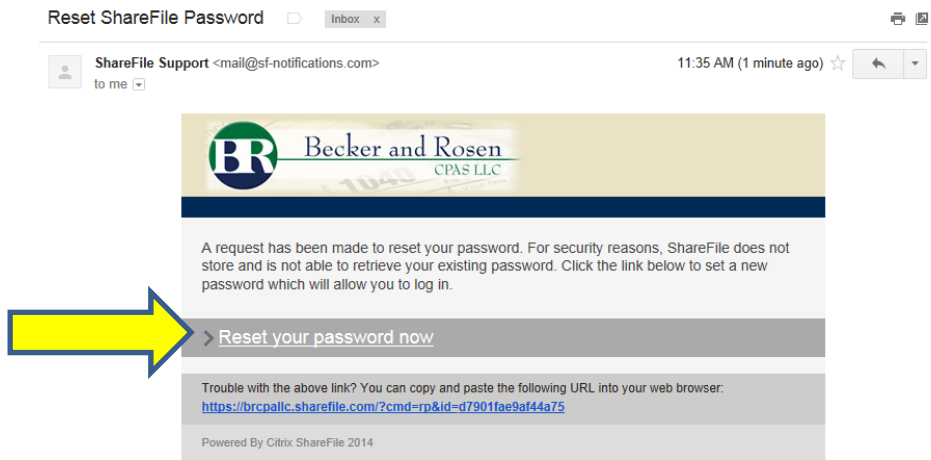 Reset ShareFile Password
Inbox x
ShareFile Support <mail@sf-notifications.com>
11:35 AM (1 minute ago)
to me
BR
Becker and Rosen
CPAS LLC
1040
A request has been made to reset your password. For security reasons, ShareFile does not
store and is not able to retrieve your existing password. Click the link below to set a new
password which will allow you to log in.
Reset your password now
Trouble with the above link? You can copy and paste the following URL into your web browser:
https://brcpallc.sharefile.com/?cmd=rp&id=d7901fae9af44a75
Powered By Citrix ShareFile 2014